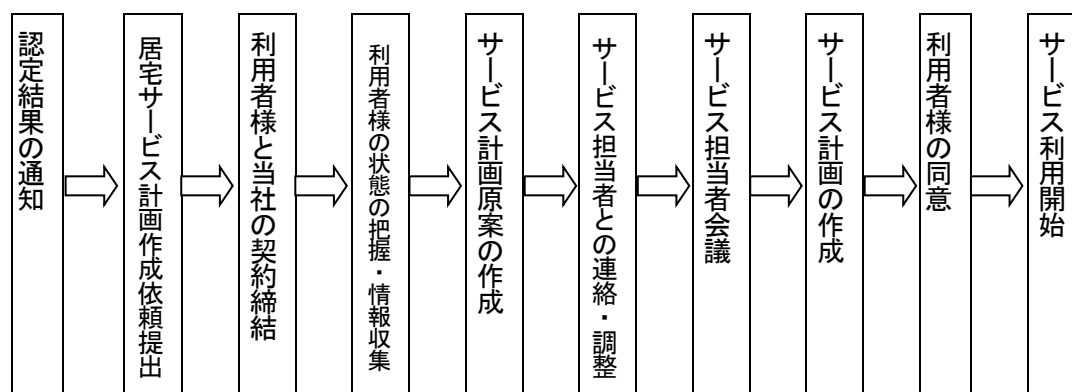 認定結果の通知
居宅サービス計画作成依頼提出
利用者様と当社の契約締結
利用者様の状態の把握・情報収集
サービス計画原案の作成
サービス担当者との連絡・調整
サービス担当者会議
サービス計画の作成
利用者様の同意
サービス利用開始